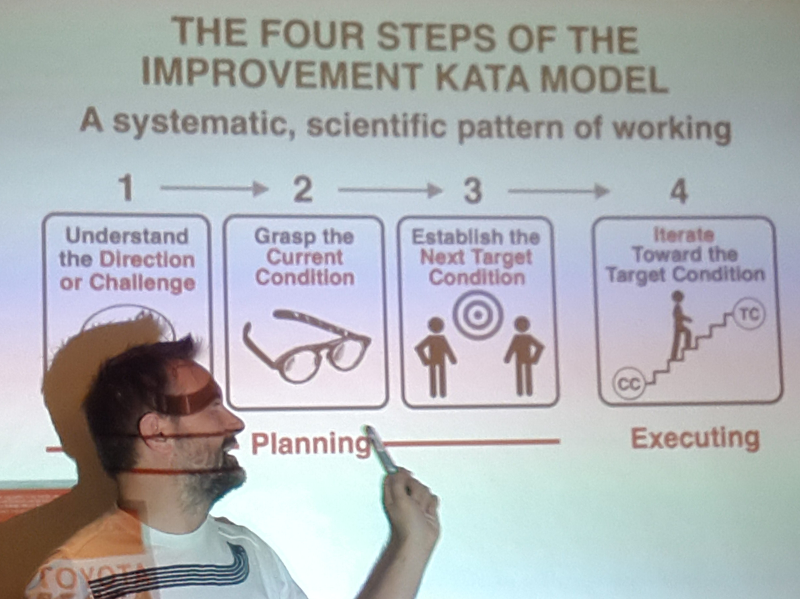 THE FOUR STEPS OF THE
IMPROVEMENT KATA MODEL
A systematic, scientific pattern of working
1 2 3 4
Understand
the Direction
or Challenge
Grasp the
Current
Condition
Establish the
Next Target
Condition
Iterate
Toward the
Target Condition
TC
CC
Planning
Executing
TOYOTA